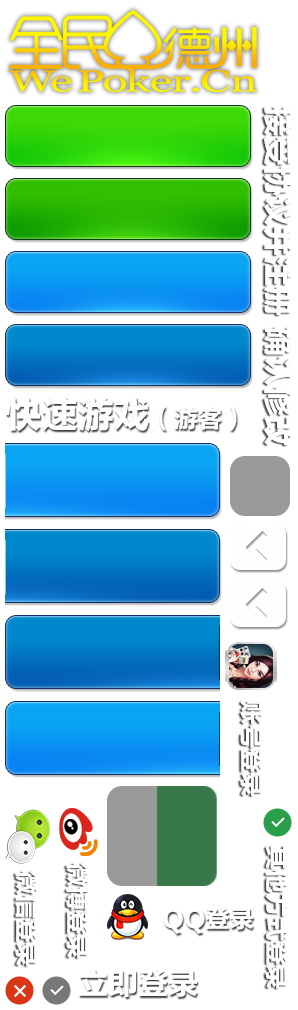 全民德州
WePoker.Cn
接受协议并注册
确认修改
快速游戏（游客）
账号登录
微信登录
微博登录
其他方式登录
QQ登录
立即登录